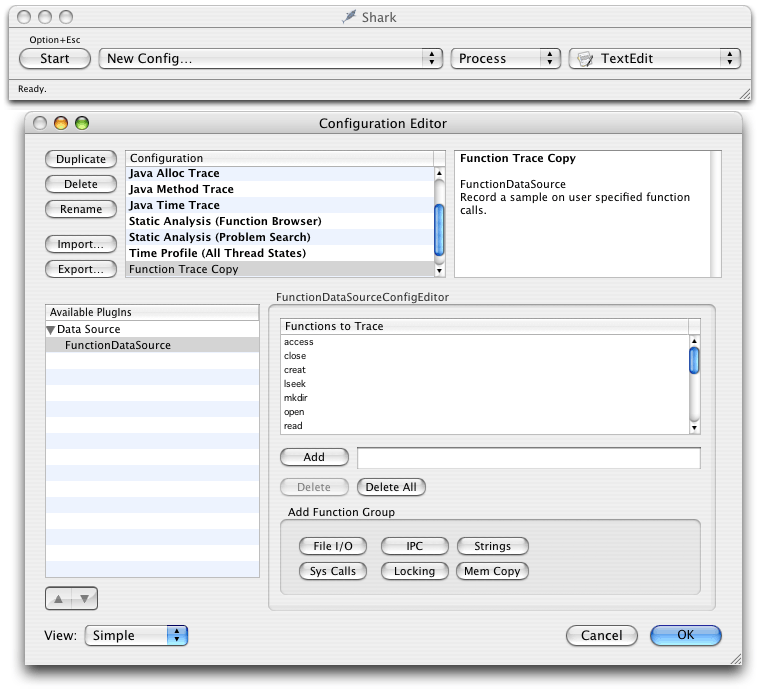 Shark
Option+Esc
Start
New Config...
Process
TextEdit
Ready.
Configuration Editor
Duplicate
Delete
Rename
Import...
Export...
Configuration
Java Alloc Trace
Java Method Trace
Java Time Trace
Static Analysis (Function Browser)
Static Analysis (Problem Search)
Time Profile (All Thread States)
Function Trace Copy
Function Trace Copy
FunctionDataSource
Record a sample on user specified function
calls.
Available PlugIns
Data Source
FunctionDataSource
FunctionDataSourceConfigEditor
Functions to Trace
access
close
creat
lseek
mkdir
open
read
Add
Delete
Delete All
Add Function Group
File I/O
IPC
Strings
Sys Calls
Locking
Mem Copy
View:
Simple
Cancel
OK